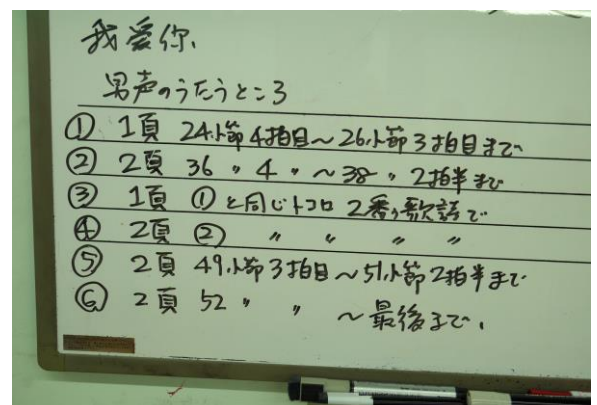 我爱你、
男声のうたうところ
① 1頁 24小節4拍目～26小節3拍目まで
② 2頁 36 〃 4 〃 ～38 〃 2拍半まで
③ 1頁 ①と同じトコロ 2番の歌詩で
④ 2頁 ② 〃 〃 〃 〃
⑤ 2頁 49小節3拍目～51小節2拍半まで
⑥ 2頁 52 〃 〃 ～最後まで.